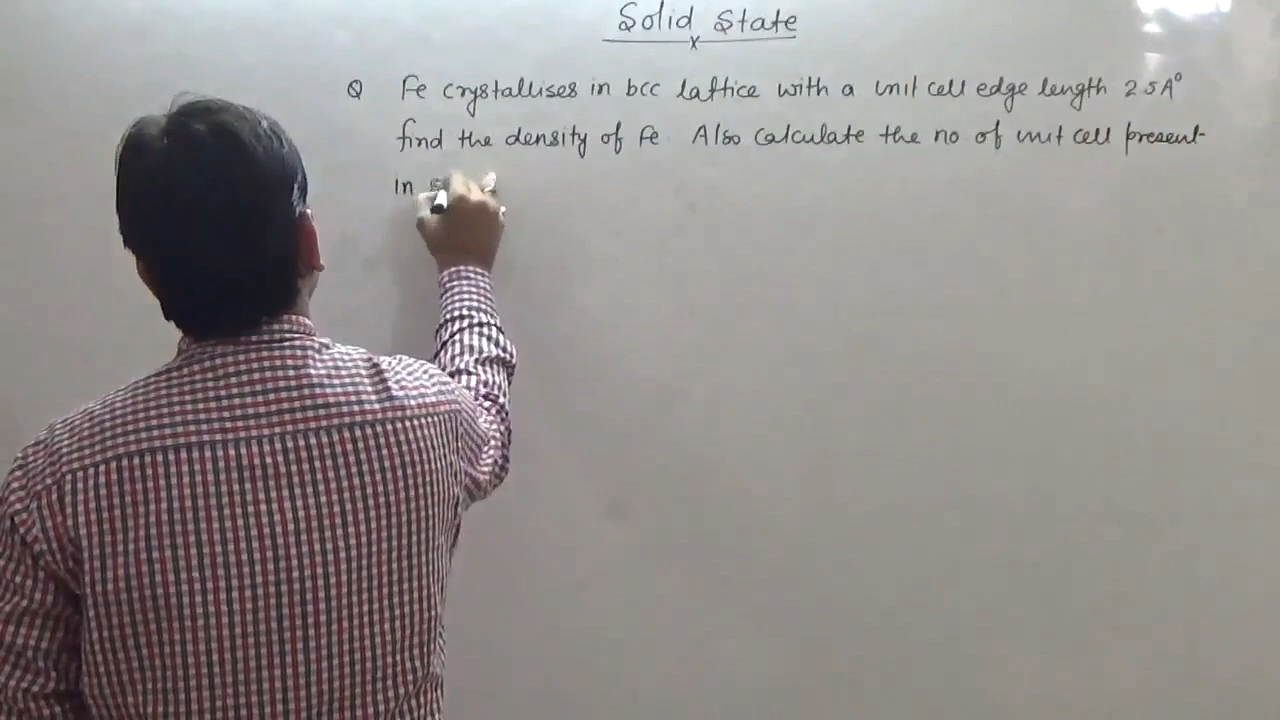 Solid State
x
Q Fe crystallises in bcc lattice with a unit cell edge length 2.5A°
find the density of Fe. Also calculate the no of unit cell present
in